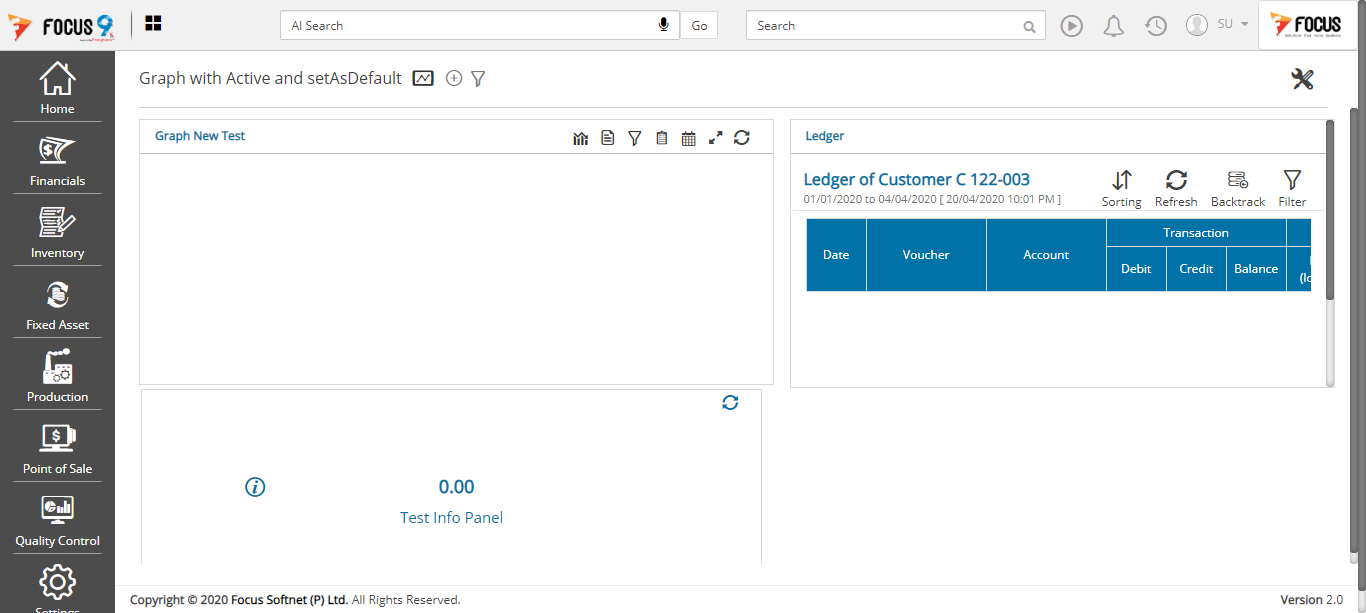 FOCUS 9
AI Search
Go
Search
SU
FOCUS
Home
Financials
Inventory
Fixed Asset
Production
Point of Sale
Quality Control
Settings
Graph with Active and setAsDefault
Graph New Test
Ledger
Ledger of Customer C 122-003
01/01/2020 to 04/04/2020 [ 20/04/2020 10:01 PM ]
Sorting
Refresh
Backtrack
Filter
Date
Voucher
Account
Transaction
Debit
Credit
Balance
0.00
Test Info Panel
Copyright © 2020 Focus Softnet (P) Ltd. All Rights Reserved.
Version 2.0